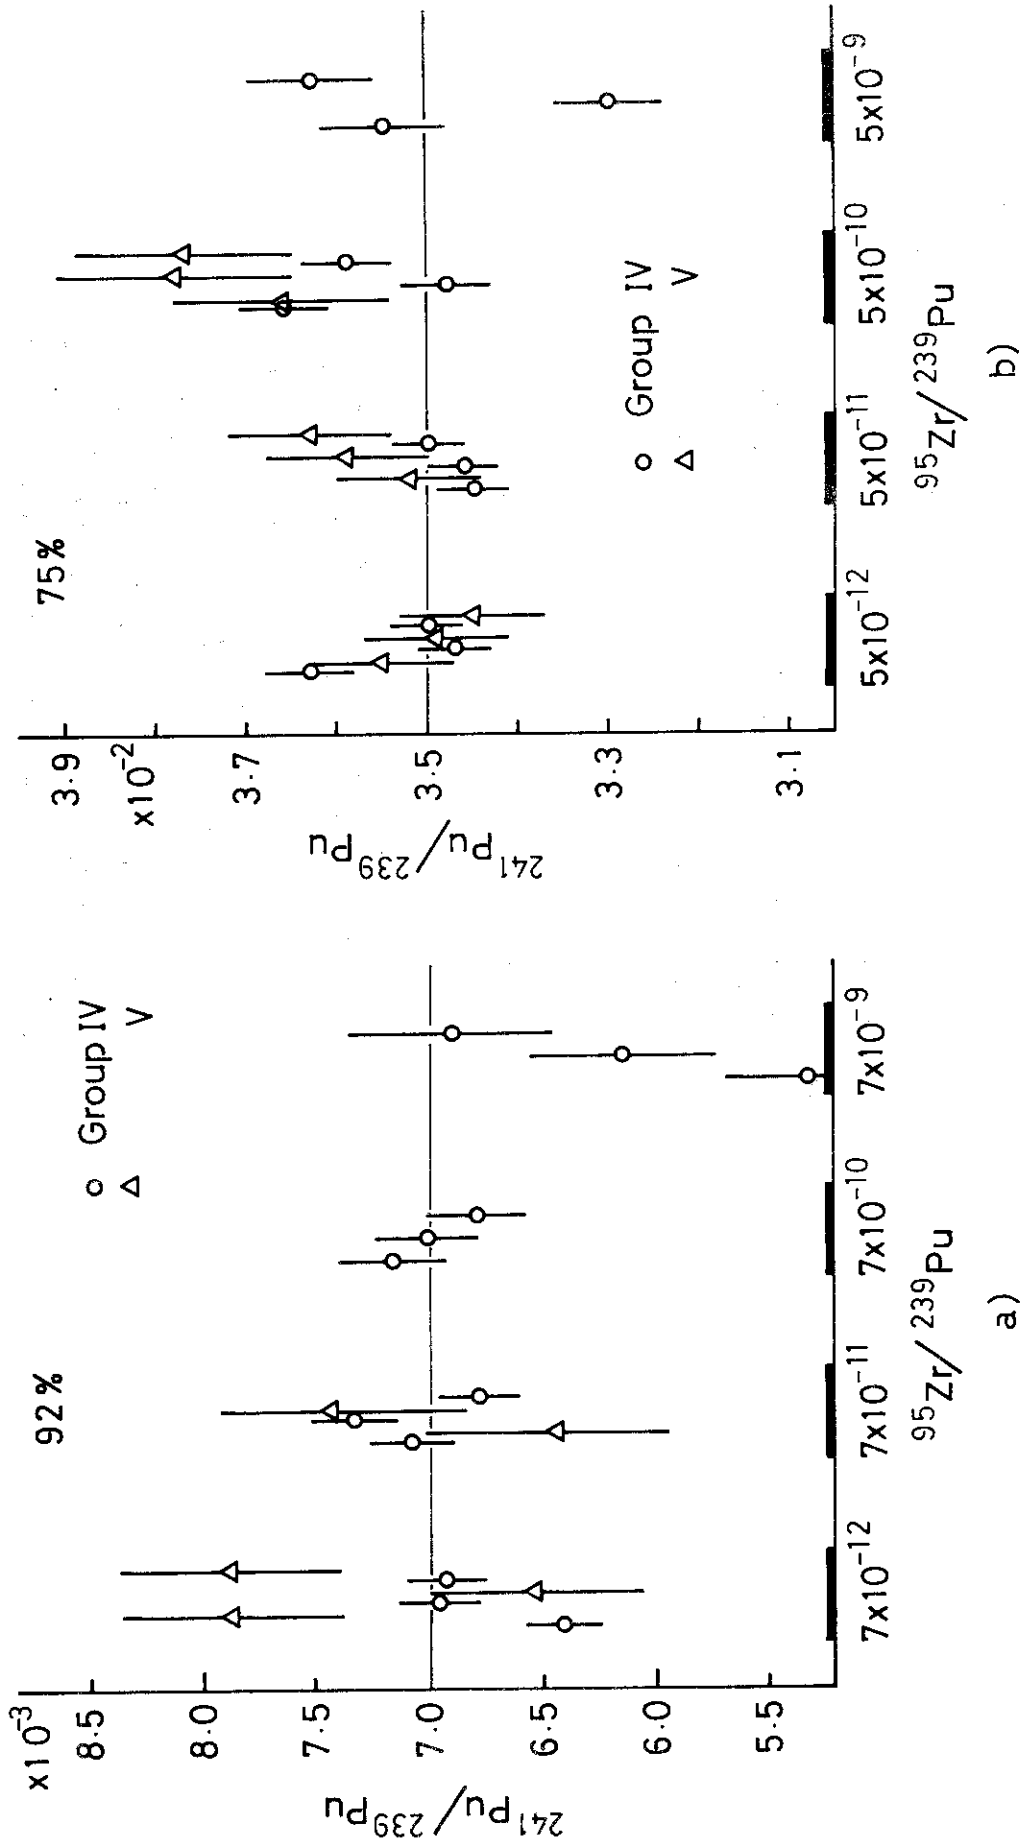 92%
x10⁻³
8.5
8.0
7.5
7.0
6.5
6.0
5.5
²⁴¹Pu/²³⁹Pu
o Group IV
△ V
7x10⁻¹² 7x10⁻¹¹ 7x10⁻¹⁰ 7x10⁻⁹
⁹⁵Zr/²³⁹Pu
a)
75%
3.9
x10⁻²
3.7
3.5
3.3
3.1
²⁴¹Pu/²³⁹Pu
o Group IV
△ V
5x10⁻¹² 5x10⁻¹¹ 5x10⁻¹⁰ 5x10⁻⁹
⁹⁵Zr/²³⁹Pu
b)